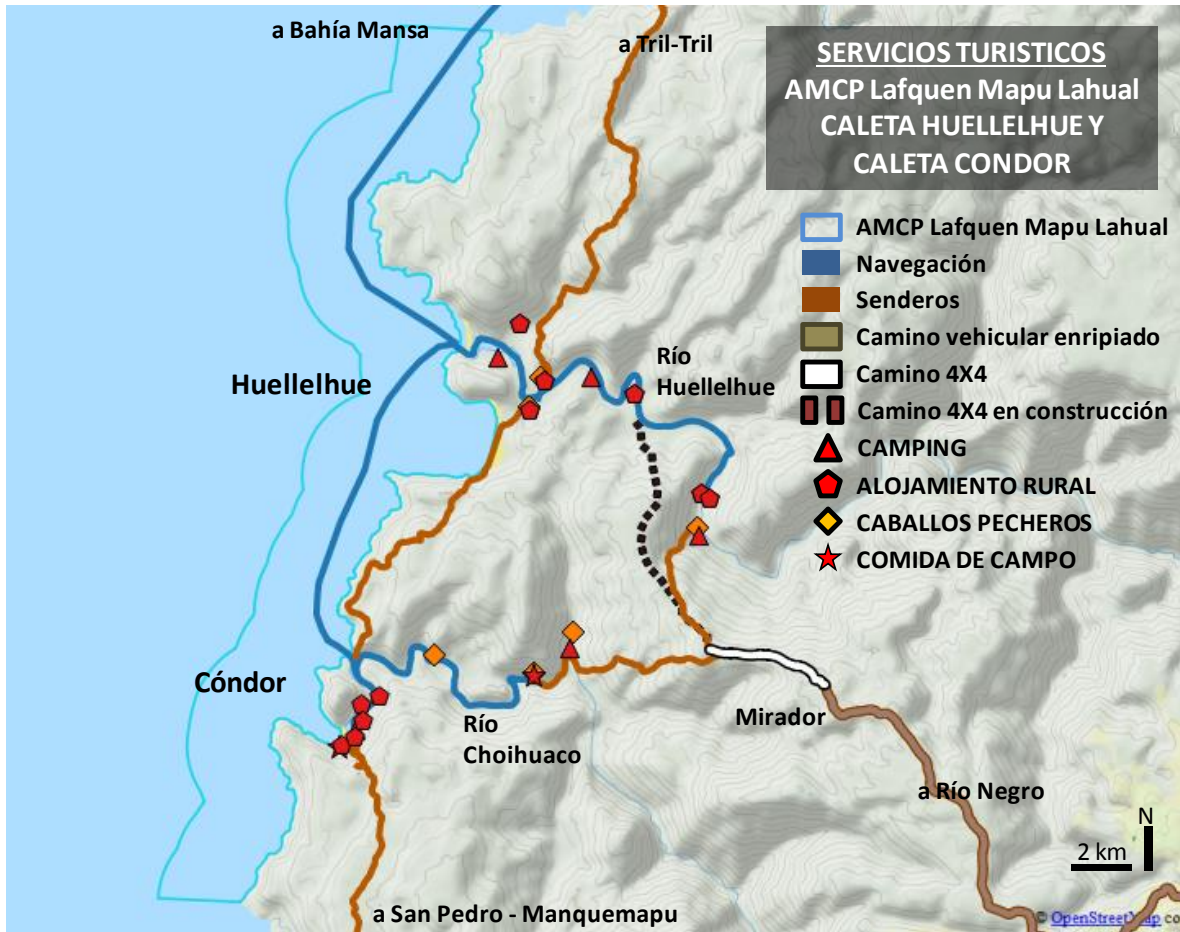 a Bahía Mansa
a Tril-Tril
SERVICIOS TURISTICOS
AMCP Lafquen Mapu Lahual
CALETA HUELLELHUE Y
CALETA CONDOR
AMCP Lafquen Mapu Lahual
Navegación
Senderos
Camino vehicular enripiado
Camino 4X4
Camino 4X4 en construcción
CAMPING
ALOJAMIENTO RURAL
CABALLOS PECHEROS
COMIDA DE CAMPO
Huellelhue
Río
Huellelhue
Cóndor
Río
Choihuaco
Mirador
a Río Negro
N
2 km
a San Pedro - Manquemapu
© OpenStreetMap co